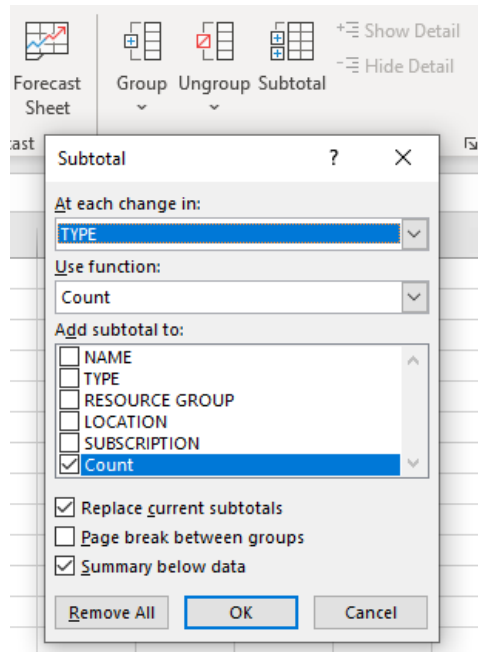 Show Detail
Hide Detail
Forecast Sheet
Group Ungroup Subtotal
cast
Subtotal ? X
At each change in:
TYPE
Use function:
Count
Add subtotal to:
NAME
TYPE
RESOURCE GROUP
LOCATION
SUBSCRIPTION
Count
Replace current subtotals
Page break between groups
Summary below data
Remove All OK Cancel